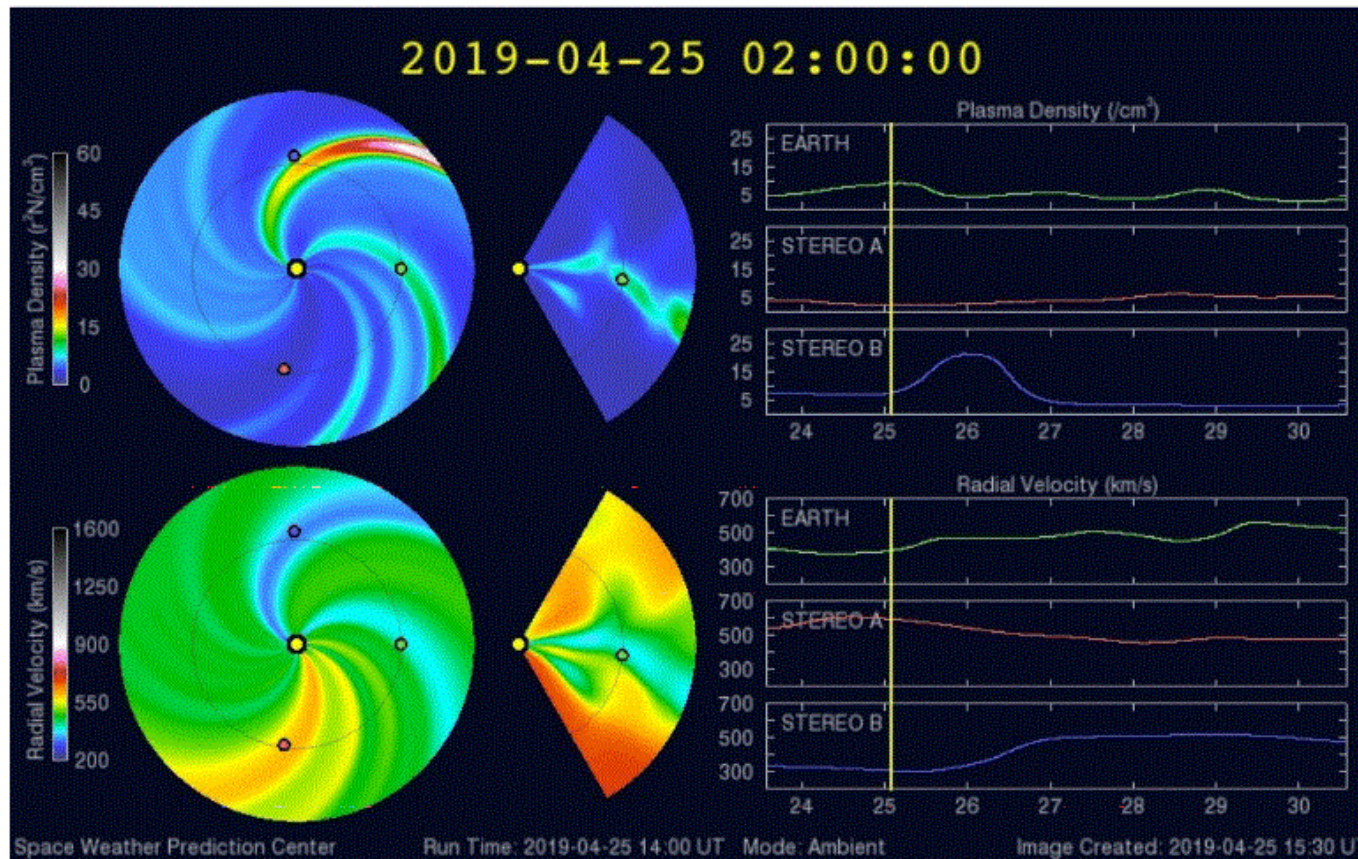 2019-04-25 02:00:00
Plasma Density (r²N/cm³)
60
45
30
15
0
Plasma Density (/cm³)
EARTH
25
15
5
STEREO A
25
15
5
STEREO B
25
15
5
24 25 26 27 28 29 30
Radial Velocity (km/s)
1600
1250
900
550
200
Radial Velocity (km/s)
EARTH
700
500
300
STEREO A
700
500
300
STEREO B
700
500
300
24 25 26 27 28 29 30
Space Weather Prediction Center Run Time: 2019-04-25 14:00 UT Mode: Ambient Image Created: 2019-04-25 15:30 U